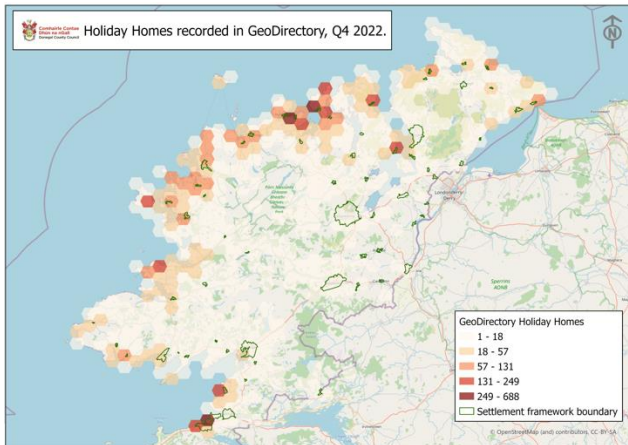 Comhairle Contae
Dhún na nGall
Donegal County Council
Holiday Homes recorded in GeoDirectory, Q4 2022.
N
Londonderry/
Derry
Sperrin
AONB
GeoDirectory Holiday Homes
1 - 18
18 - 57
57 - 131
131 - 249
249 - 688
Settlement framework boundary
© OpenStreetMap (and) contributors, CC-BY-SA